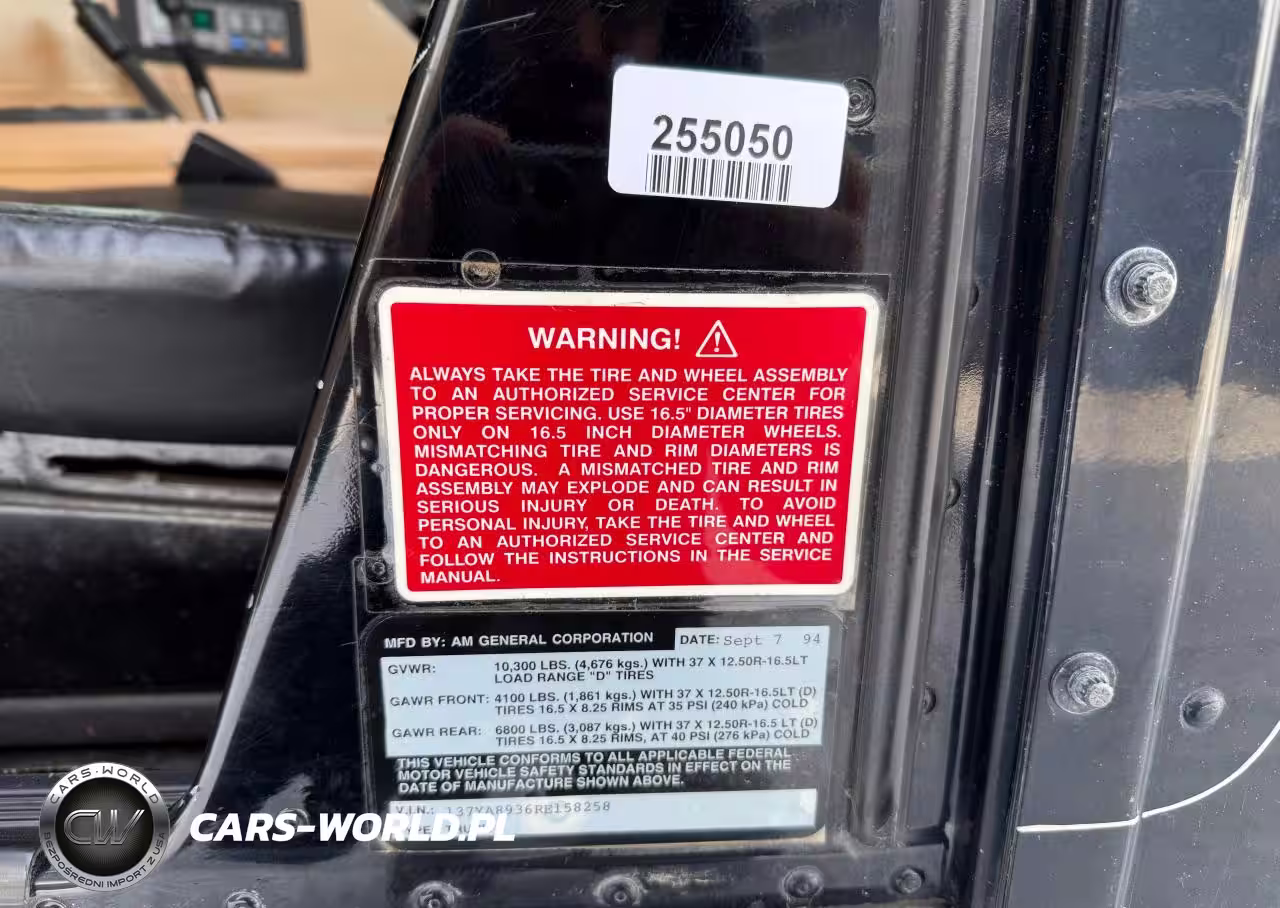 255050
WARNING!
ALWAYS TAKE THE TIRE AND WHEEL ASSEMBLY
TO AN AUTHORIZED SERVICE CENTER FOR
PROPER SERVICING. USE 16.5" DIAMETER TIRES
ONLY ON 16.5 INCH DIAMETER WHEELS.
MISMATCHING TIRE AND RIM DIAMETERS IS
DANGEROUS. A MISMATCHED TIRE AND RIM
ASSEMBLY MAY EXPLODE AND CAN RESULT IN
SERIOUS INJURY OR DEATH. TO AVOID
PERSONAL INJURY, TAKE THE TIRE AND WHEEL
TO AN AUTHORIZED SERVICE CENTER AND
FOLLOW THE INSTRUCTIONS IN THE SERVICE
MANUAL.
MFD BY: AM GENERAL CORPORATION DATE: Sept 7 94
GVWR: 10,300 LBS. (4,676 kgs.) WITH 37 X 12.50R-16.5LT
LOAD RANGE "D" TIRES
GAWR FRONT: 4100 LBS. (1,861 kgs.) WITH 37 X 12.50R-16.5LT (D)
TIRES 16.5 X 8.25 RIMS AT 35 PSI (240 kPa) COLD
GAWR REAR: 6800 LBS. (3,087 kgs.) WITH 37 X 12.50R-16.5 LT (D)
TIRES 16.5 X 8.25 RIMS, AT 40 PSI (276 kPa) COLD
THIS VEHICLE CONFORMS TO ALL APPLICABLE FEDERAL
MOTOR VEHICLE SAFETY STANDARDS IN EFFECT ON THE
DATE OF MANUFACTURE SHOWN ABOVE.
V.I.N.: 137YA8936RE158258
CARS-WORLD
CW
BEZPOŚREDNI IMPORT Z USA
CARS-WORLD.PL